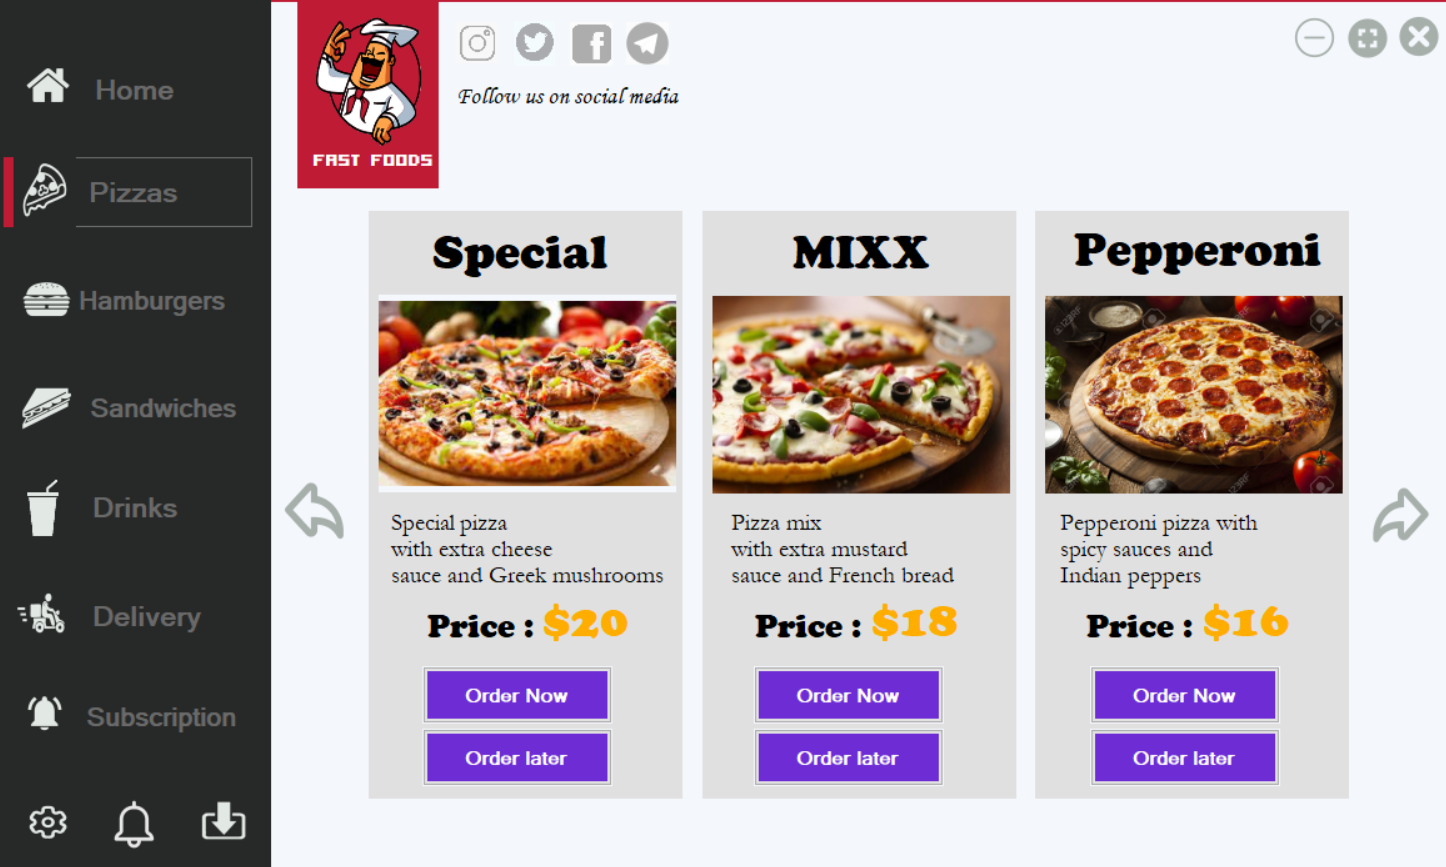 Home
Pizzas
Hamburgers
Sandwiches
Drinks
Delivery
Subscription
FAST FOODS
Follow us on social media
Special
Special pizza
with extra cheese
sauce and Greek mushrooms
Price : $20
Order Now
Order later
MIXX
Pizza mix
with extra mustard
sauce and French bread
Price : $18
Order Now
Order later
Pepperoni
123RF
123RF
123RF
Pepperoni pizza with
spicy sauces and
Indian peppers
Price : $16
Order Now
Order later